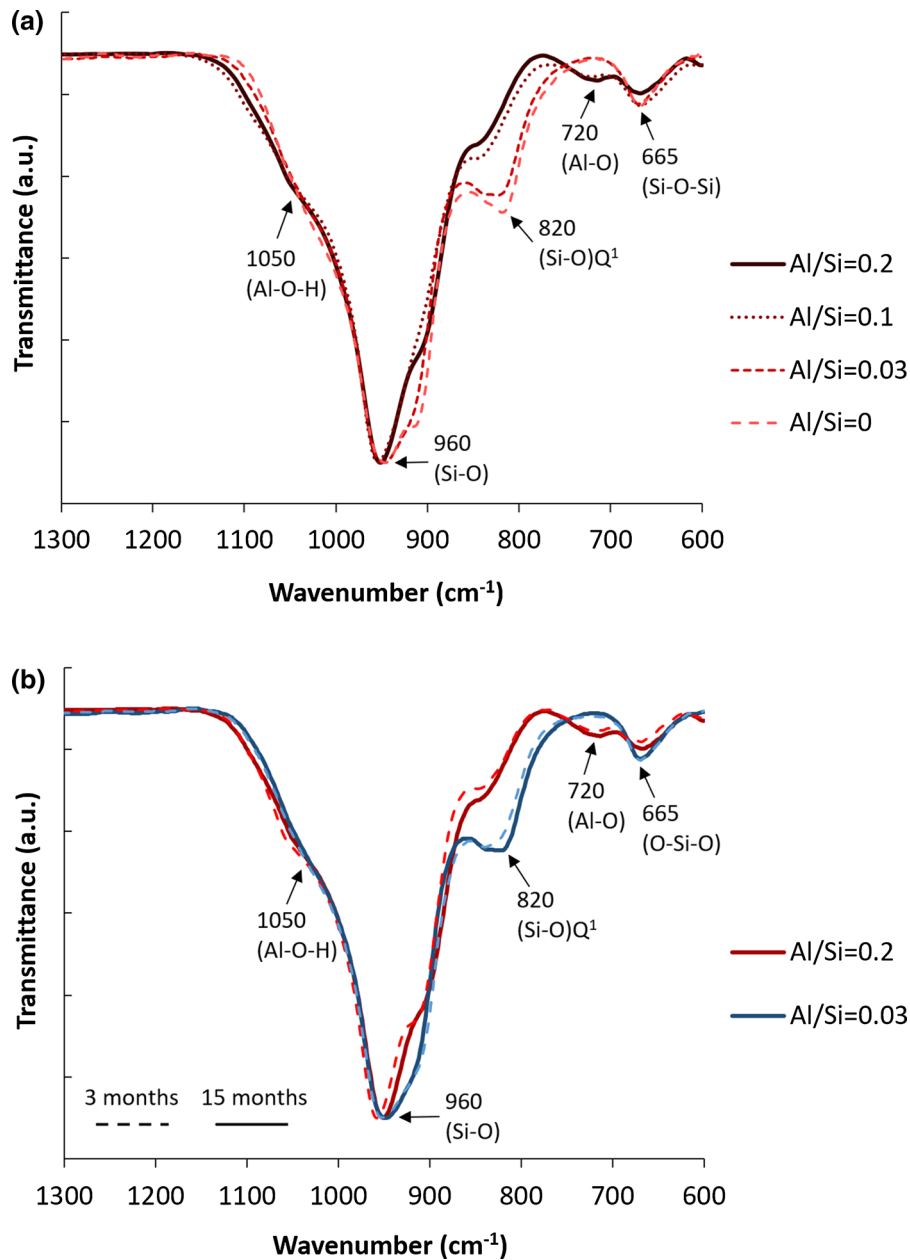 (a)
Transmittance (a.u.)
1050
(Al-O-H)
960
(Si-O)
820
(Si-O)Q¹
720
(Al-O)
665
(Si-O-Si)
Al/Si=0.2
Al/Si=0.1
Al/Si=0.03
Al/Si=0
1300 1200 1100 1000 900 800 700 600
Wavenumber (cm⁻¹)
(b)
Transmittance (a.u.)
1050
(Al-O-H)
960
(Si-O)
820
(Si-O)Q¹
720
(Al-O)
665
(O-Si-O)
Al/Si=0.2
Al/Si=0.03
3 months 15 months
1300 1200 1100 1000 900 800 700 600
Wavenumber (cm⁻¹)